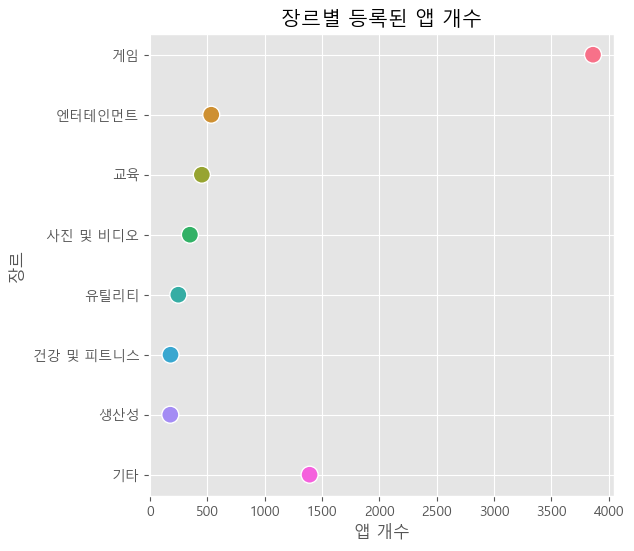 장르별 등록된 앱 개수
게임
엔터테인먼트
교육
사진 및 비디오
유틸리티
건강 및 피트니스
생산성
기타
장르
0 500 1000 1500 2000 2500 3000 3500 4000
앱 개수